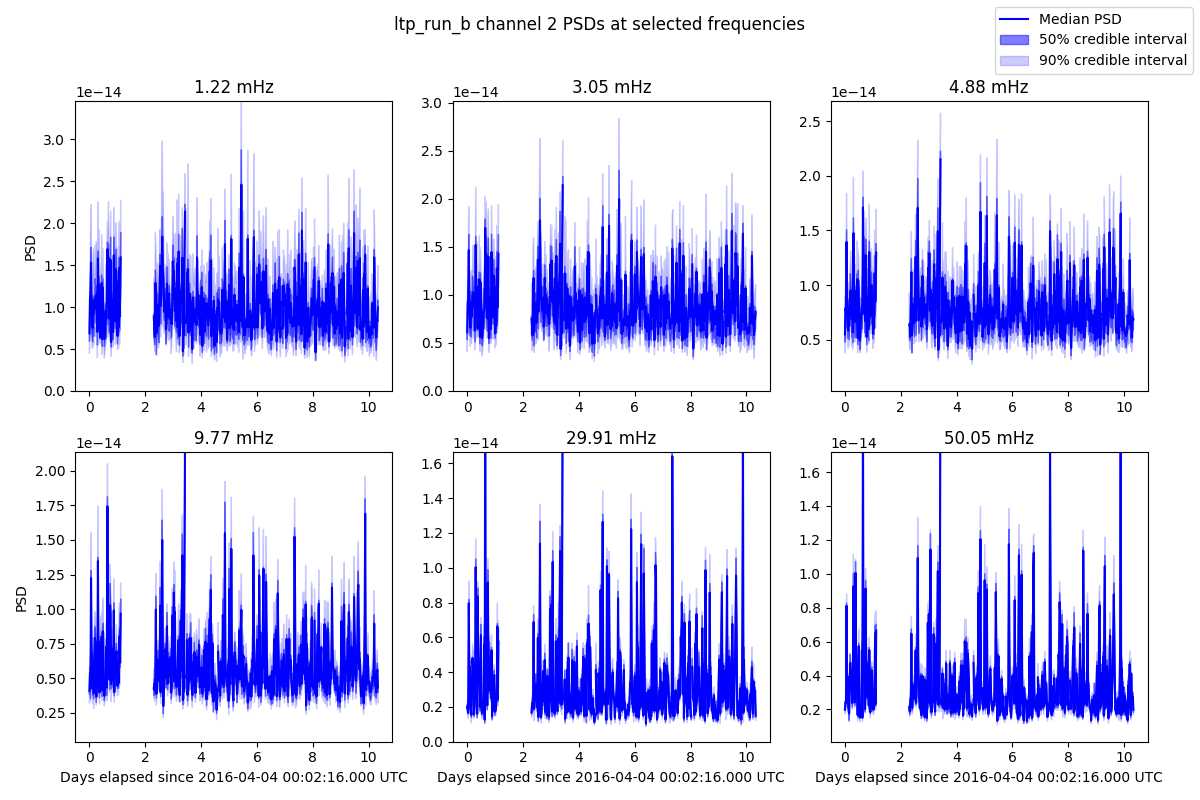 ltp_run_b channel 2 PSDs at selected frequencies
Median PSD
50% credible interval
90% credible interval
1.22 mHz
1e−14
PSD
3.0
2.5
2.0
1.5
1.0
0.5
0.0
0 2 4 6 8 10
3.05 mHz
1e−14
3.0
2.5
2.0
1.5
1.0
0.5
0.0
0 2 4 6 8 10
4.88 mHz
1e−14
2.5
2.0
1.5
1.0
0.5
0 2 4 6 8 10
9.77 mHz
1e−14
PSD
2.00
1.75
1.50
1.25
1.00
0.75
0.50
0.25
0 2 4 6 8 10
Days elapsed since 2016-04-04 00:02:16.000 UTC
29.91 mHz
1e−14
1.6
1.4
1.2
1.0
0.8
0.6
0.4
0.2
0.0
0 2 4 6 8 10
Days elapsed since 2016-04-04 00:02:16.000 UTC
50.05 mHz
1e−14
1.6
1.4
1.2
1.0
0.8
0.6
0.4
0.2
0 2 4 6 8 10
Days elapsed since 2016-04-04 00:02:16.000 UTC